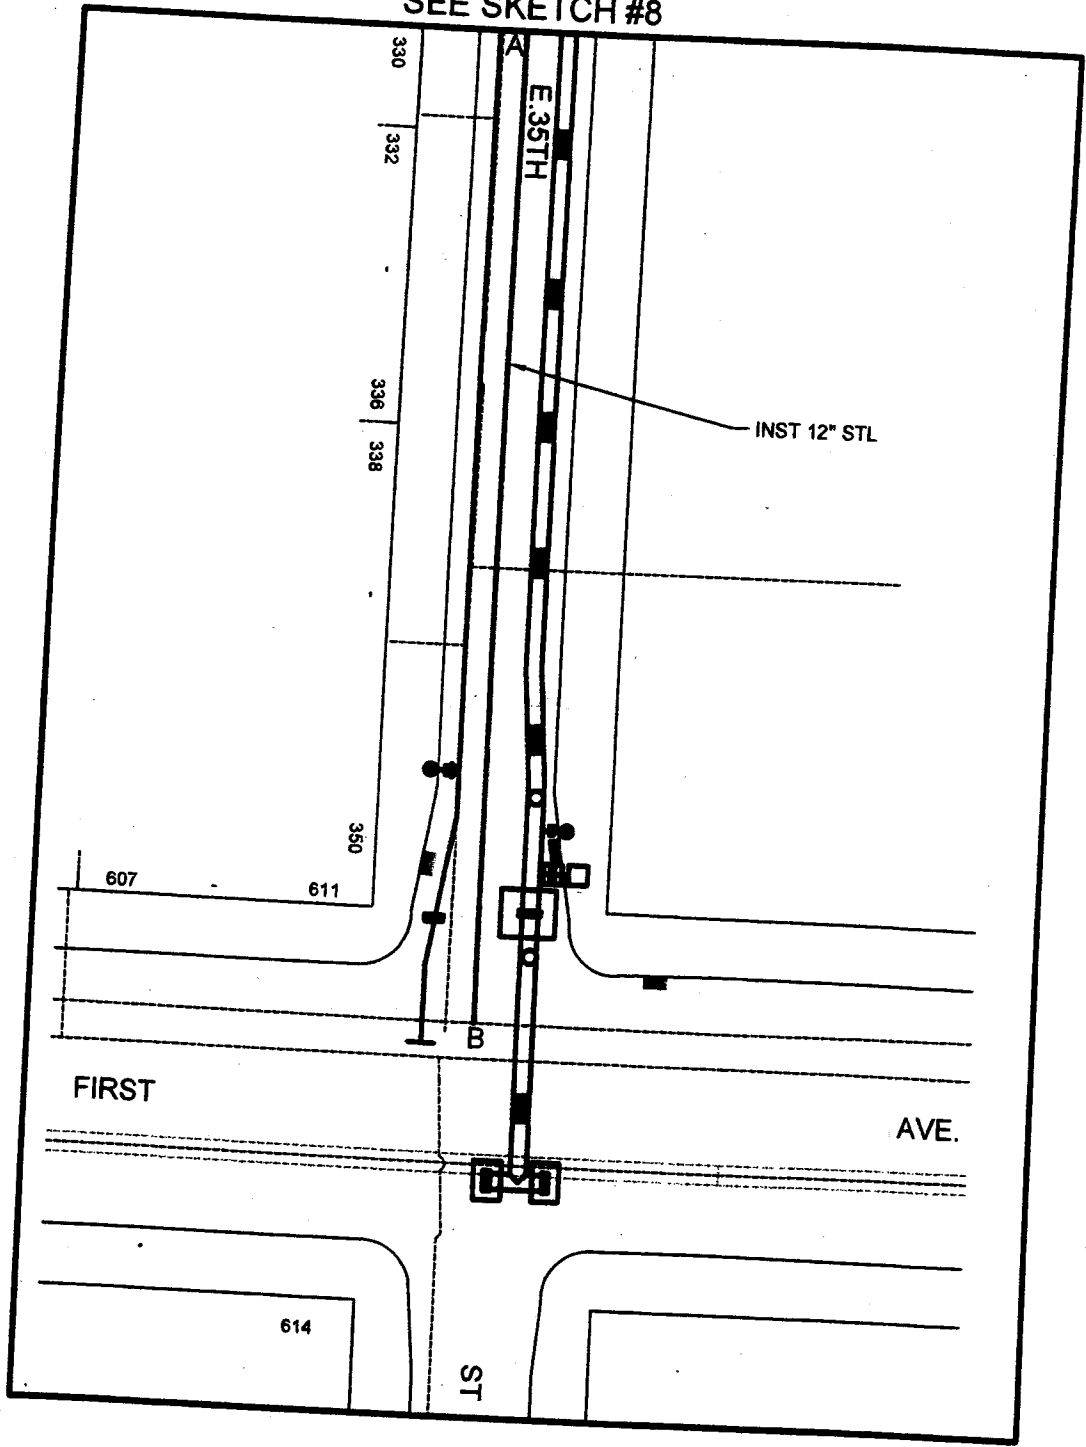 SEE SKETCH #8
A
330
E.35TH
332
336
INST 12" STL
338
350
607
611
B
FIRST
AVE.
614
ST